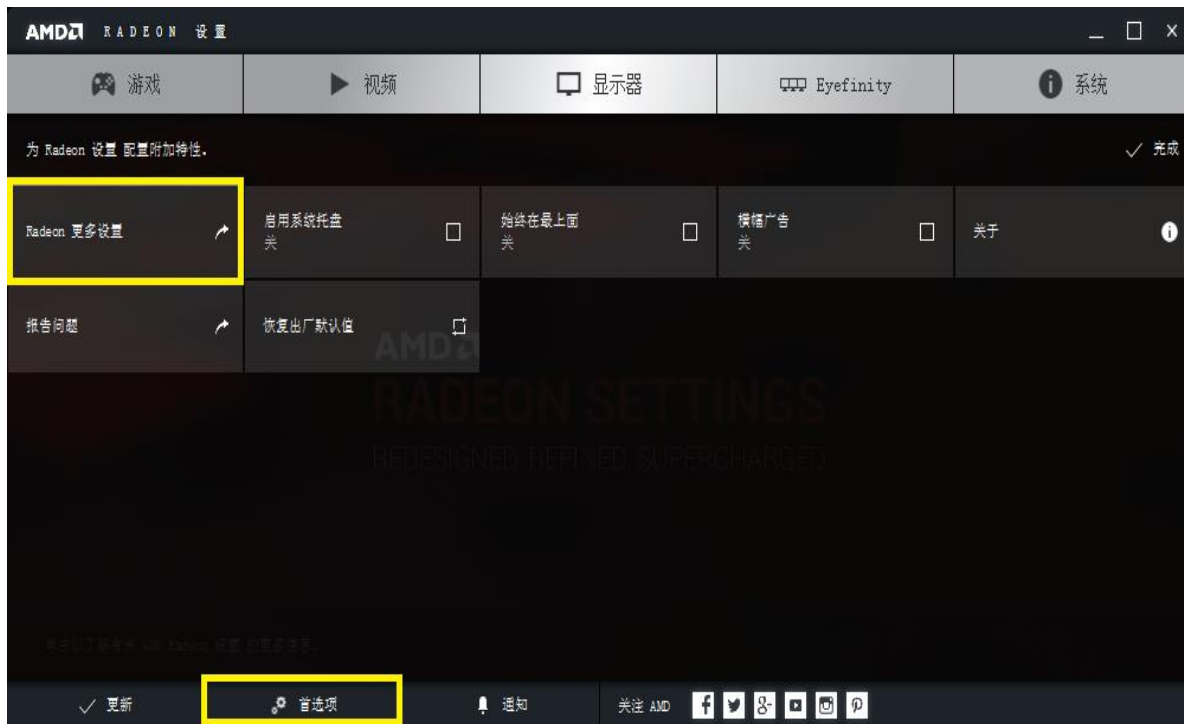 AMD RADEON 设置
游戏
视频
显示器
Eyefinity
系统
为 Radeon 设置 配置附加特性。
完成
Radeon 更多设置
启用系统托盘
关
始终在最上面
关
横幅广告
关
关于
报告问题
恢复出厂默认值
AMD
RADEON SETTINGS
REDESIGNED. REFINED. SUPERCHARGED
更新
首选项
通知
关注 AMD